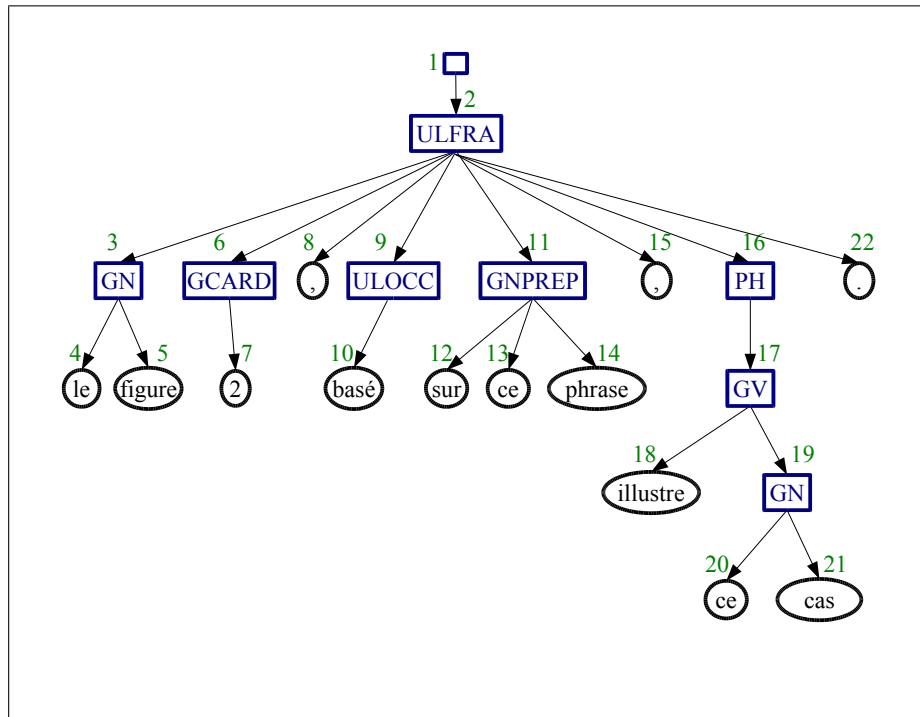 1
2
ULFRA
3 6 8 9 11 15 16 22
GN GCARD , ULOCC GNPREP , PH .
4 5 7 10 12 13 14 17
le figure 2 basé sur ce phrase GV
18 19
illustre GN
20 21
ce cas